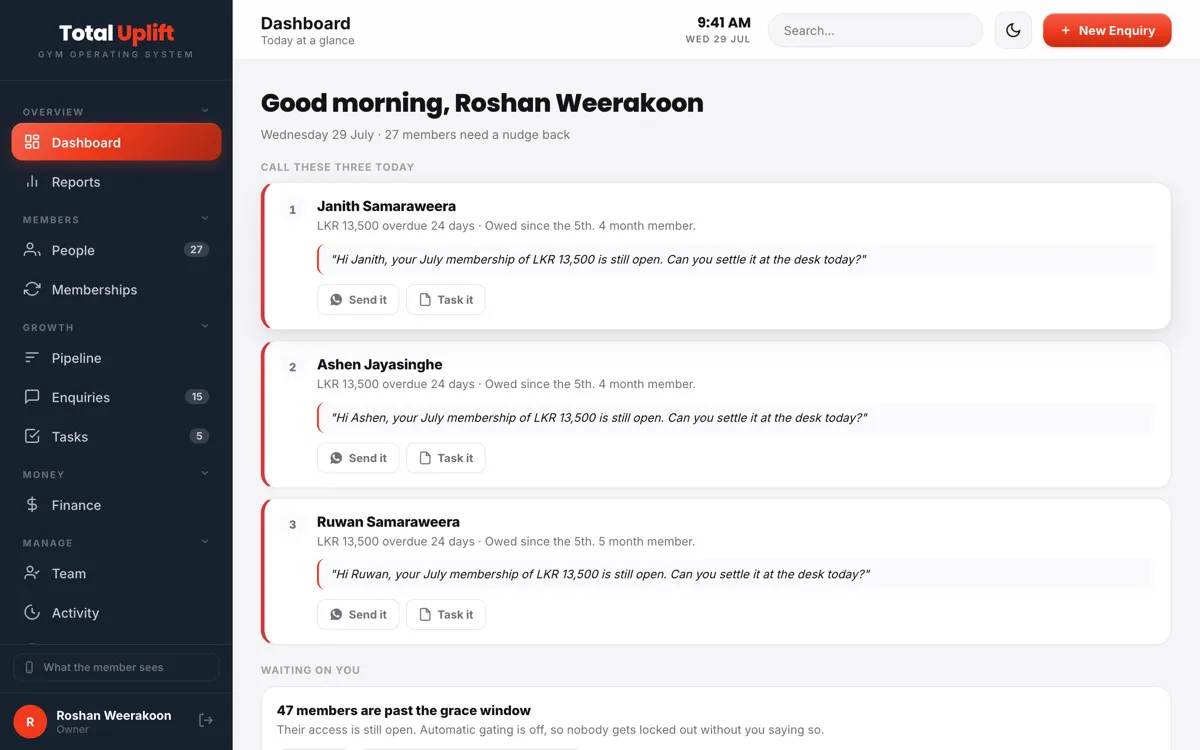 Total Uplift
GYM OPERATING SYSTEM
OVERVIEW
Dashboard
Reports
MEMBERS
People 27
Memberships
GROWTH
Pipeline
Enquiries 15
Tasks 5
MONEY
Finance
MANAGE
Team
Activity
What the member sees
R
Roshan Weerakoon
Owner
Dashboard
Today at a glance
9:41 AM
WED 29 JUL
Search...
+ New Enquiry
Good morning, Roshan Weerakoon
Wednesday 29 July · 27 members need a nudge back
CALL THESE THREE TODAY
1
Janith Samaraweera
LKR 13,500 overdue 24 days · Owed since the 5th. 4 month member.
"Hi Janith, your July membership of LKR 13,500 is still open. Can you settle it at the desk today?"
Send it Task it
2
Ashen Jayasinghe
LKR 13,500 overdue 24 days · Owed since the 5th. 4 month member.
"Hi Ashen, your July membership of LKR 13,500 is still open. Can you settle it at the desk today?"
Send it Task it
3
Ruwan Samaraweera
LKR 13,500 overdue 24 days · Owed since the 5th. 5 month member.
"Hi Ruwan, your July membership of LKR 13,500 is still open. Can you settle it at the desk today?"
Send it Task it
WAITING ON YOU
47 members are past the grace window
Their access is still open. Automatic gating is off, so nobody gets locked out without you saying so.